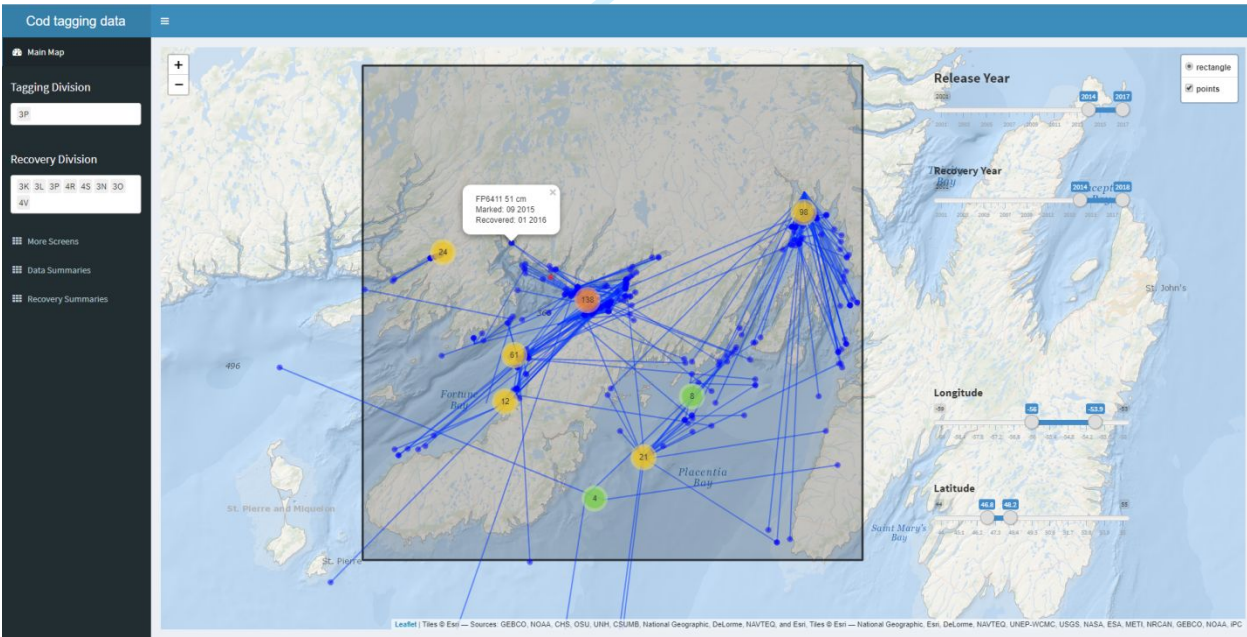 Cod tagging data
Main Map
Tagging Division
3P
Recovery Division
3K 3L 3P 4R 4S 3N 3O
4V
More Screens
Data Summaries
Recovery Summaries
+
−
rectangle
points
Release Year
2014 2017
Recovery Year
2014 2018
Bay
FP6411 51 cm
Marked: 09 2015
Recovered: 01 2016
×
24
98
138
61
12
8
21
4
496
Fortune
Bay
Placentia
Bay
St. John's
St. Pierre and Miquelon
St. Pierre
Saint Mary's
Bay
Longitude
-56 -53.9
Latitude
46.8 48.2
Leaflet | Tiles © Esri — Sources: GEBCO, NOAA, CHS, OSU, UNH, CSUMB, National Geographic, DeLorme, NAVTEQ, and Esri, Tiles © Esri — National Geographic, Esri, DeLorme, NAVTEQ, UNEP-WCMC, USGS, NASA, ESA, METI, NRCAN, GEBCO, NOAA, iPC